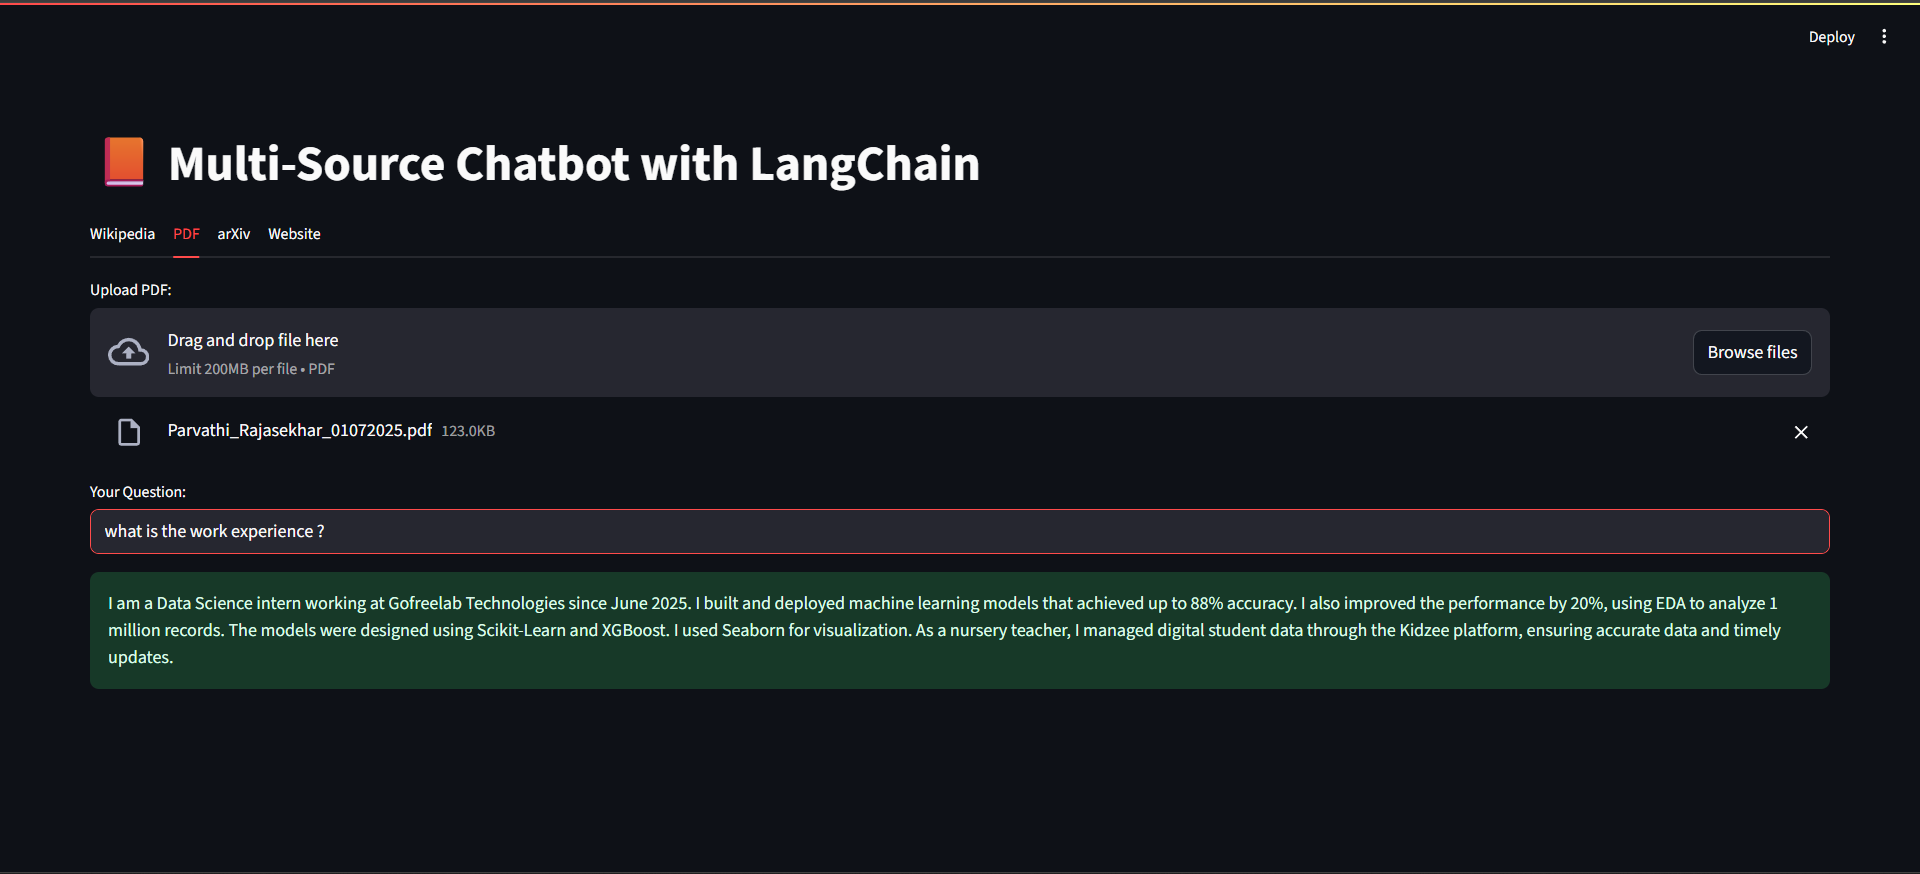 Deploy
Multi-Source Chatbot with LangChain
Wikipedia PDF arXiv Website
Upload PDF:
Drag and drop file here
Limit 200MB per file • PDF
Browse files
Parvathi_Rajasekhar_01072025.pdf 123.0KB
Your Question:
what is the work experience ?
I am a Data Science intern working at Gofreelab Technologies since June 2025. I built and deployed machine learning models that achieved up to 88% accuracy. I also improved the performance by 20%, using EDA to analyze 1
million records. The models were designed using Scikit-Learn and XGBoost. I used Seaborn for visualization. As a nursery teacher, I managed digital student data through the Kidzee platform, ensuring accurate data and timely
updates.